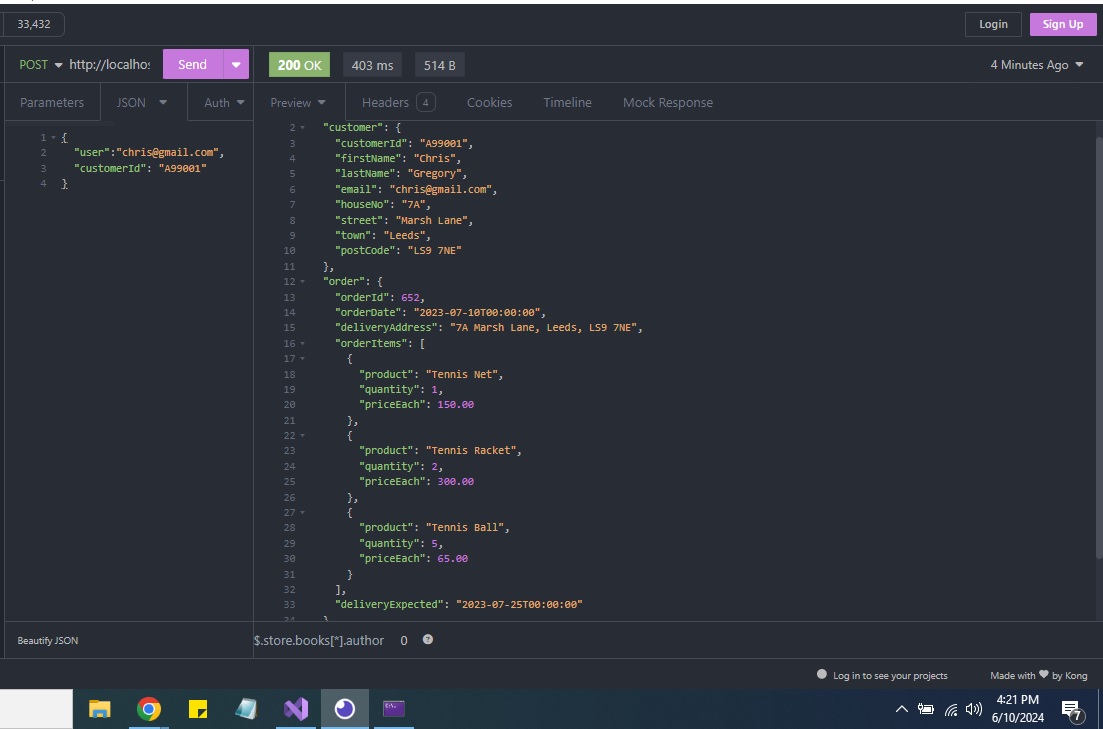 33,432
Login
Sign Up
POST http://localhos
Send
200 OK
403 ms
514 B
4 Minutes Ago
Parameters
JSON
Auth
Preview
Headers 4
Cookies
Timeline
Mock Response
1 {
2 "user":"chris@gmail.com",
3 "customerId": "A99001"
4 }
2 "customer": {
3 "customerId": "A99001",
4 "firstName": "Chris",
5 "lastName": "Gregory",
6 "email": "chris@gmail.com",
7 "houseNo": "7A",
8 "street": "Marsh Lane",
9 "town": "Leeds",
10 "postCode": "LS9 7NE"
11 },
12 "order": {
13 "orderId": 652,
14 "orderDate": "2023-07-10T00:00:00",
15 "deliveryAddress": "7A Marsh Lane, Leeds, LS9 7NE",
16 "orderItems": [
17 {
18 "product": "Tennis Net",
19 "quantity": 1,
20 "priceEach": 150.00
21 },
22 {
23 "product": "Tennis Racket",
24 "quantity": 2,
25 "priceEach": 300.00
26 },
27 {
28 "product": "Tennis Ball",
29 "quantity": 5,
30 "priceEach": 65.00
31 }
32 ],
33 "deliveryExpected": "2023-07-25T00:00:00"
34 }
Beautify JSON
$.store.books[*].author 0
Log in to see your projects
Made with ♥ by Kong
4:21 PM
6/10/2024
7